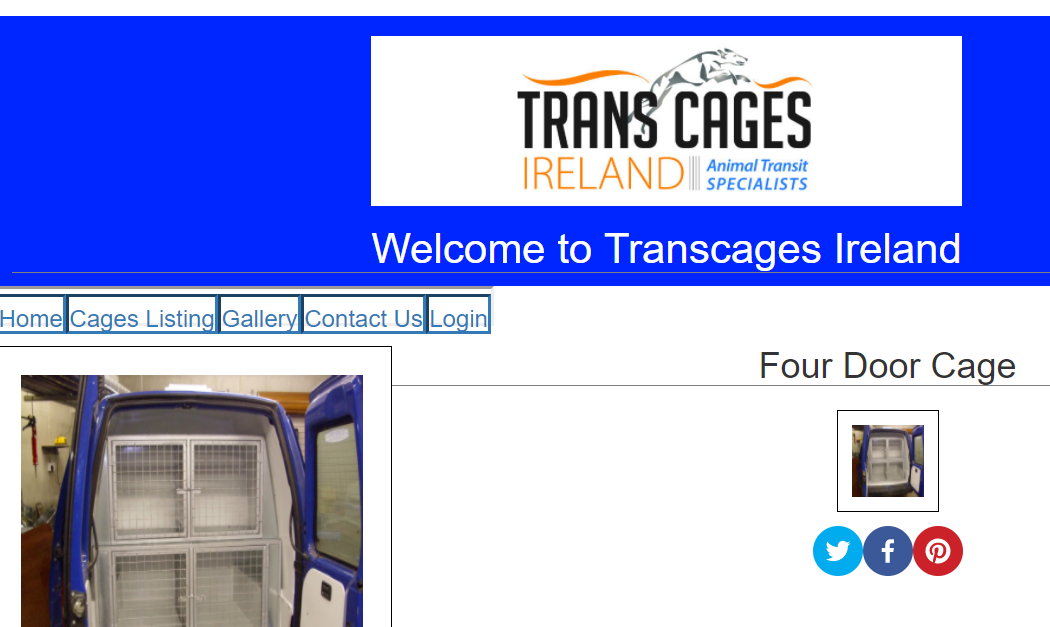 TRANS CAGES
IRELAND
Animal Transit
SPECIALISTS
Welcome to Transcages Ireland
Home Cages Listing Gallery Contact Us Login
Four Door Cage